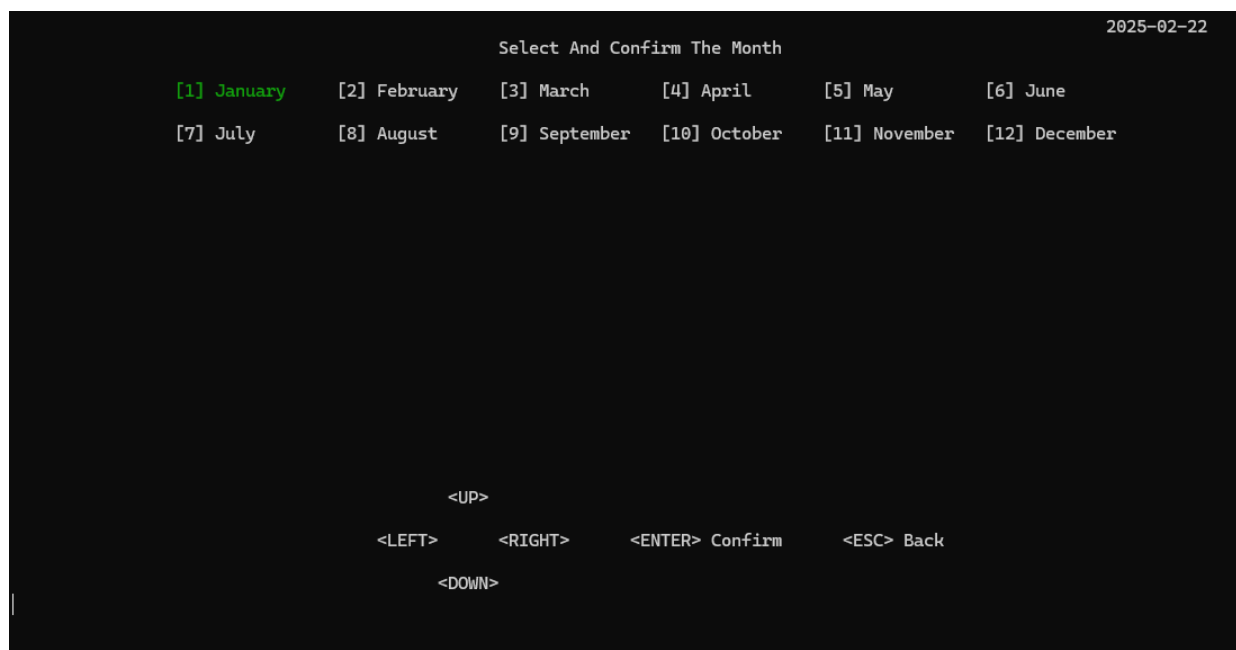 2025-02-22
Select And Confirm The Month
[1] January [2] February [3] March [4] April [5] May [6] June
[7] July [8] August [9] September [10] October [11] November [12] December
<UP>
<LEFT> <RIGHT> <ENTER> Confirm <ESC> Back
<DOWN>